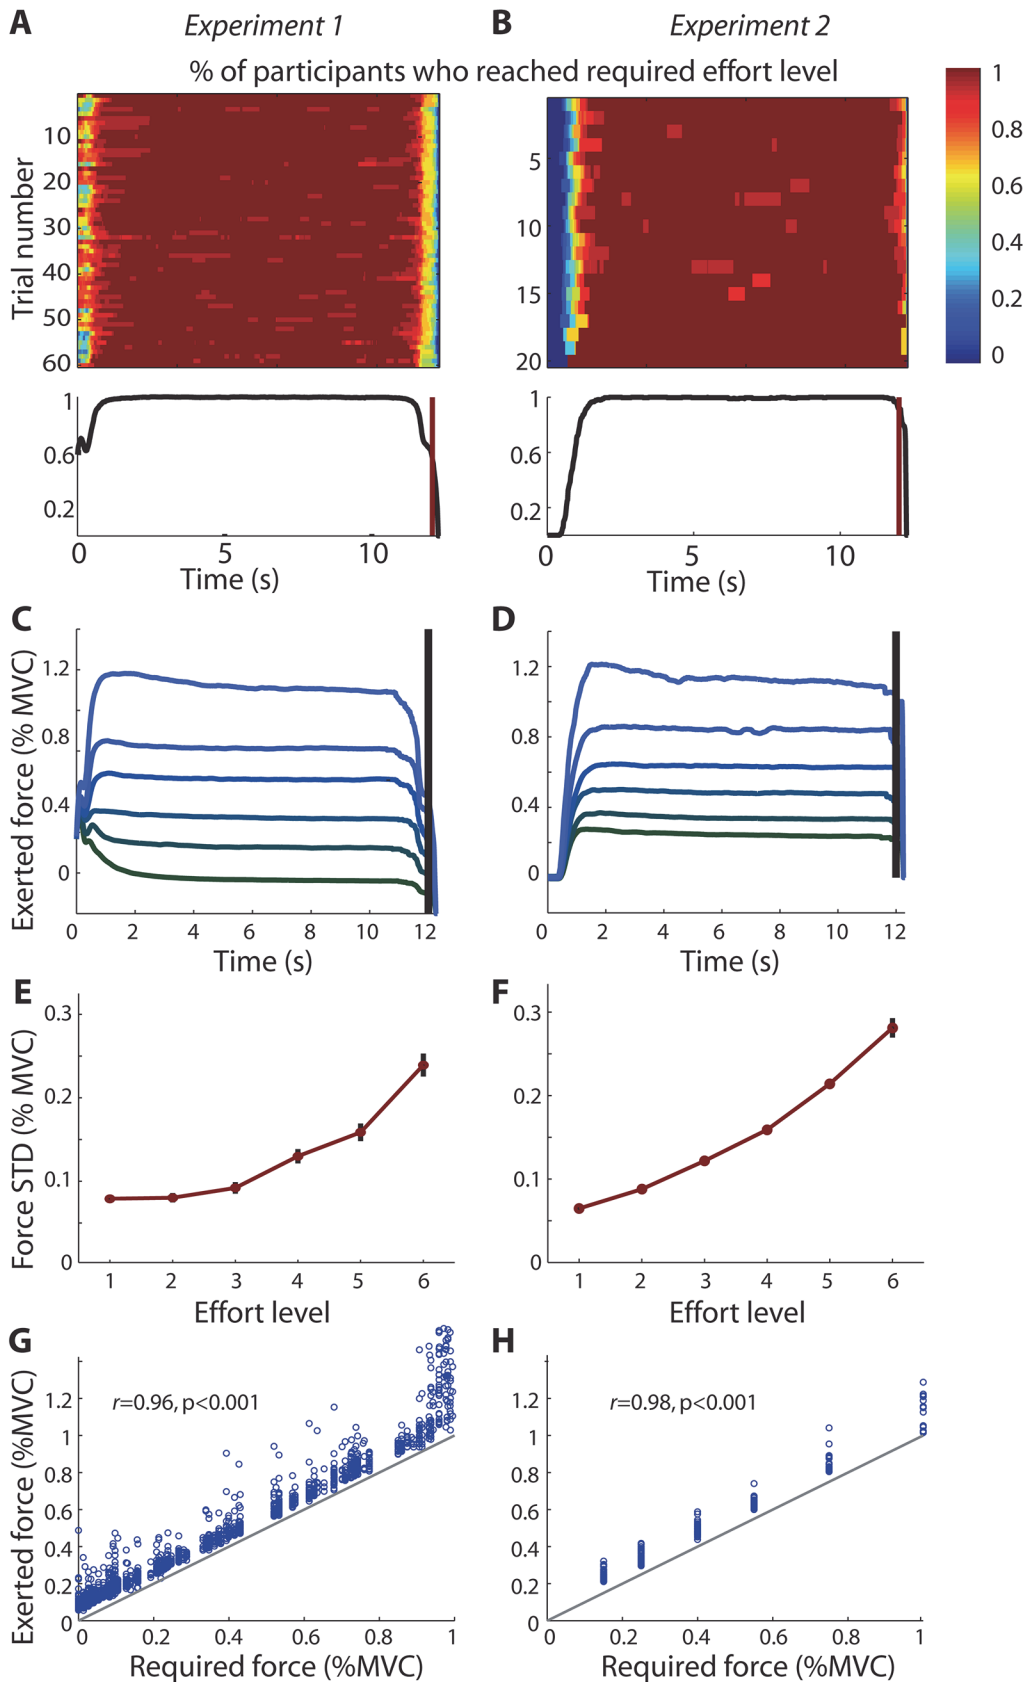 A Experiment 1 B Experiment 2
% of participants who reached required effort level
Trial number
10
20
30
40
50
60
5
10
15
20
1
0.8
0.6
0.4
0.2
0
1
0.6
0.2
0 5 10
Time (s)
1
0.6
0.2
0 5 10
Time (s)
C D
Exerted force (% MVC)
1.2
0.8
0.4
0
0 2 4 6 8 10 12
Time (s)
1.2
0.8
0.4
0
0 2 4 6 8 10 12
Time (s)
E F
Force STD (% MVC)
0.3
0.2
0.1
0
1 2 3 4 5 6
Effort level
0.3
0.2
0.1
0
1 2 3 4 5 6
Effort level
G H
Exerted force (%MVC)
r=0.96, p<0.001
1.2
1
0.8
0.6
0.4
0.2
0
0 0.2 0.4 0.6 0.8 1
Required force (%MVC)
r=0.98, p<0.001
1.2
1
0.8
0.6
0.4
0.2
0
0 0.2 0.4 0.6 0.8 1
Required force (%MVC)